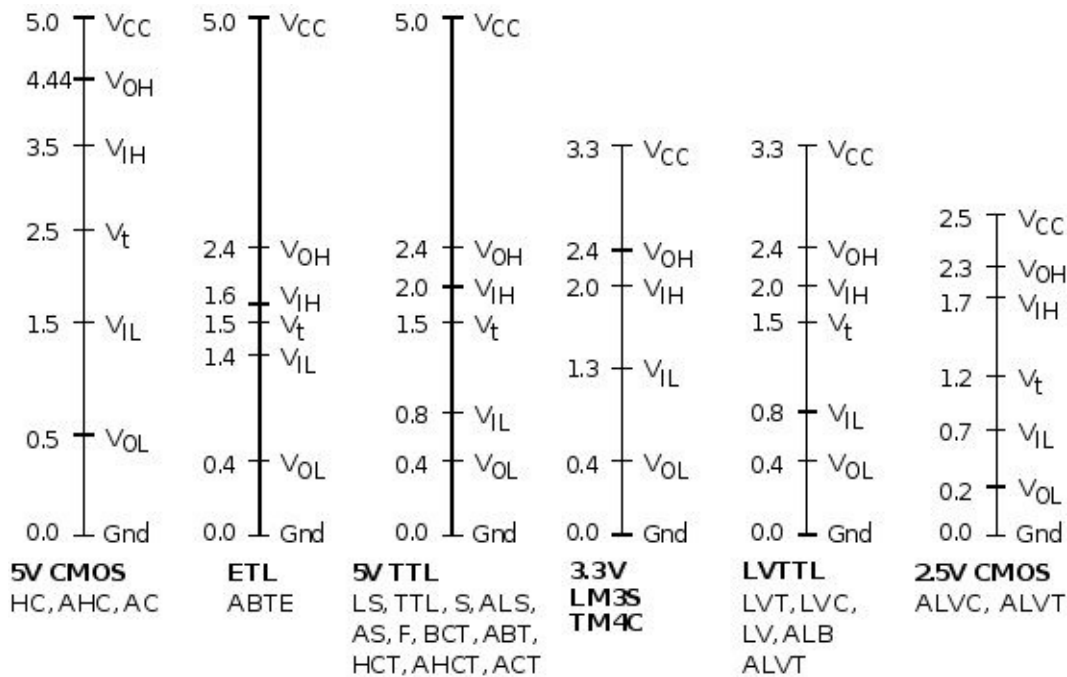 5.0 VCC
4.44 VOH
3.5 VIH
2.5 Vt
1.5 VIL
0.5 VOL
0.0 Gnd
5V CMOS
HC, AHC, AC
5.0 VCC
2.4 VOH
1.6 VIH
1.5 Vt
1.4 VIL
0.4 VOL
0.0 Gnd
ETL
ABTE
5.0 VCC
2.4 VOH
2.0 VIH
1.5 Vt
0.8 VIL
0.4 VOL
0.0 Gnd
5V TTL
LS, TTL, S, ALS,
AS, F, BCT, ABT,
HCT, AHCT, ACT
3.3 VCC
2.4 VOH
2.0 VIH
1.3 VIL
0.4 VOL
0.0 Gnd
3.3V
LM3S
TM4C
3.3 VCC
2.4 VOH
2.0 VIH
1.5 Vt
0.8 VIL
0.4 VOL
0.0 Gnd
LVTTL
LVT, LVC,
LV, ALB
ALVT
2.5 VCC
2.3 VOH
1.7 VIH
1.2 Vt
0.7 VIL
0.2 VOL
0.0 Gnd
2.5V CMOS
ALVC, ALVT